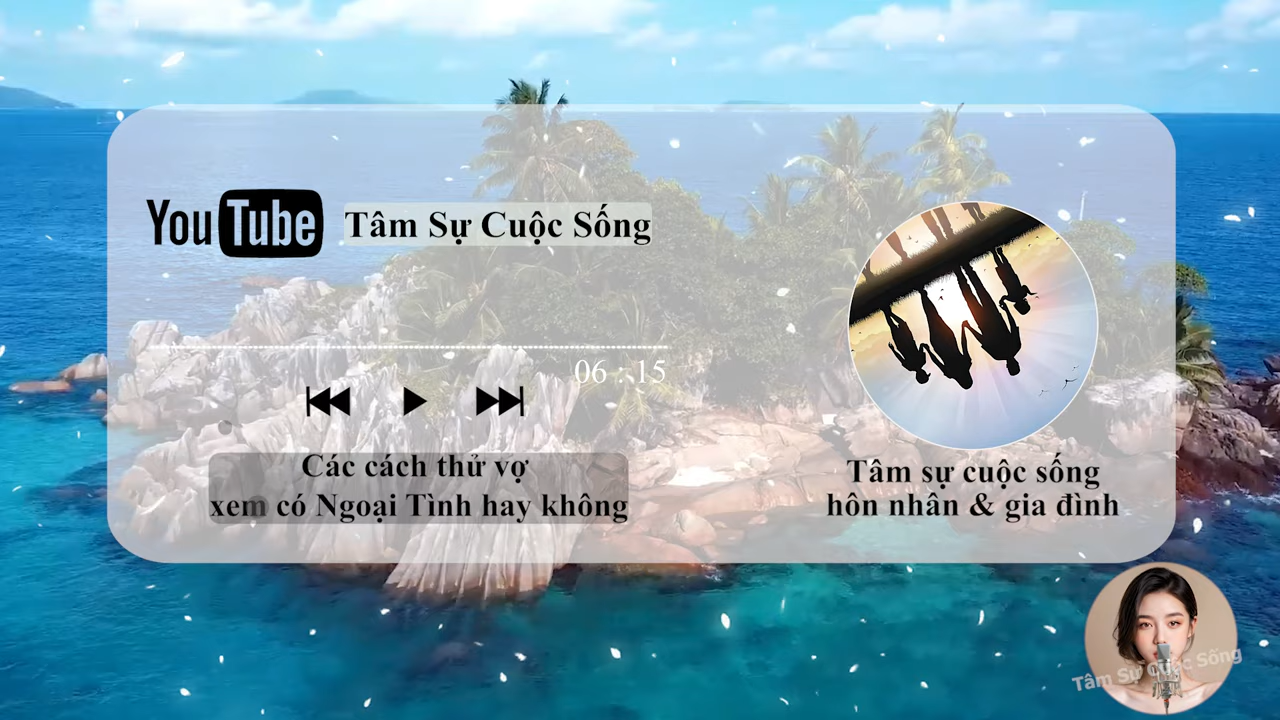 YouTube
Tâm Sự Cuộc Sống
06 : 15
Các cách thử vợ
xem có Ngoại Tình hay không
Tâm sự cuộc sống
hôn nhân & gia đình
Tâm Sự Cuộc Sống